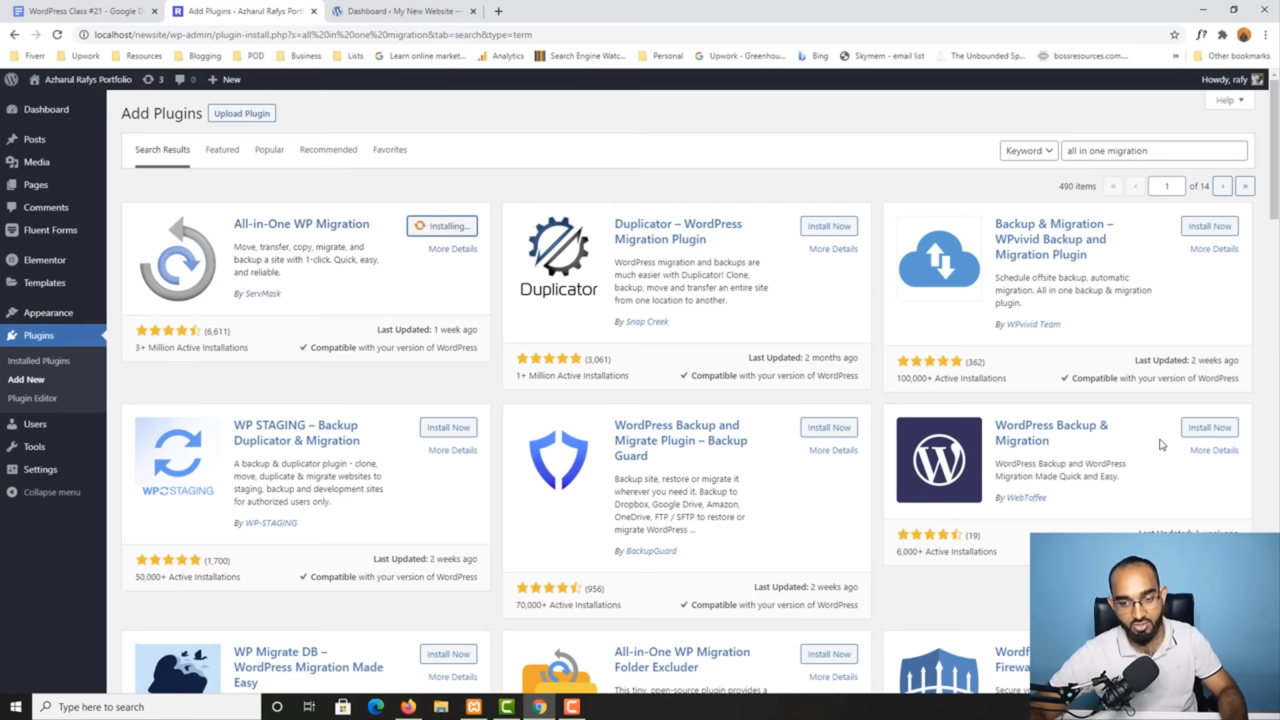 WordPress Class #21 - Google D
Add Plugins ‹ Azharul Rafys Portf
Dashboard ‹ My New Website —
localhost/newsite/wp-admin/plugin-install.php?s=all%20in%20one%20migration&tab=search&type=term
Fiverr Upwork Resources Blogging POD Business Lists Learn online market... Analytics Search Engine Watc... Personal Upwork - Greenhou... Bing Skymem - email list The Unbounded Sp... bossresources.com... » Other bookmarks
Azharul Rafys Portfolio 3 0 + New Howdy, rafy
Dashboard
Posts
Media
Pages
Comments
Fluent Forms
Elementor
Templates
Appearance
Plugins
Installed Plugins
Add New
Plugin Editor
Users
Tools
Settings
Collapse menu
Add Plugins Upload Plugin
Help
Search Results Featured Popular Recommended Favorites
Keyword all in one migration
490 items « ‹ 1 of 14 › »
All-in-One WP Migration
Installing...
More Details
Move, transfer, copy, migrate, and
backup a site with 1-click. Quick, easy,
and reliable.
By ServMask
(6,611)
3+ Million Active Installations
Last Updated: 1 week ago
✓ Compatible with your version of WordPress
Duplicator
Duplicator – WordPress
Migration Plugin
Install Now
More Details
WordPress migration and backups are
much easier with Duplicator! Clone,
backup, move and transfer an entire site
from one location to another.
By Snap Creek
(3,061)
1+ Million Active Installations
Last Updated: 2 months ago
✓ Compatible with your version of WordPress
Backup & Migration –
WPvivid Backup and
Migration Plugin
Install Now
More Details
Schedule offsite backup, automatic
migration. All in one backup & migration
plugin.
By WPvivid Team
(362)
100,000+ Active Installations
Last Updated: 2 weeks ago
✓ Compatible with your version of WordPress
WP STAGING
WP STAGING – Backup
Duplicator & Migration
Install Now
More Details
A backup & duplicator plugin - clone,
move, duplicate & migrate websites to
staging, backup and development sites
for authorized users only.
By WP-STAGING
(1,700)
50,000+ Active Installations
Last Updated: 2 weeks ago
✓ Compatible with your version of WordPress
WordPress Backup and
Migrate Plugin – Backup
Guard
Install Now
More Details
Backup site, restore or migrate it
wherever you need it. Backup to
Dropbox, Google Drive, Amazon,
OneDrive, FTP / SFTP to restore or
migrate WordPress ...
By BackupGuard
(956)
70,000+ Active Installations
Last Updated: 2 weeks ago
✓ Compatible with your version of WordPress
WordPress Backup &
Migration
Install Now
More Details
WordPress Backup and WordPress
Migration Made Quick and Easy.
By WebToffee
(19)
6,000+ Active Installations
WP Migrate DB –
WordPress Migration Made
Easy
Install Now
More Details
All-in-One WP Migration
Folder Excluder
Install Now
More Details
This tiny, open-source plugin provides a
Type here to search